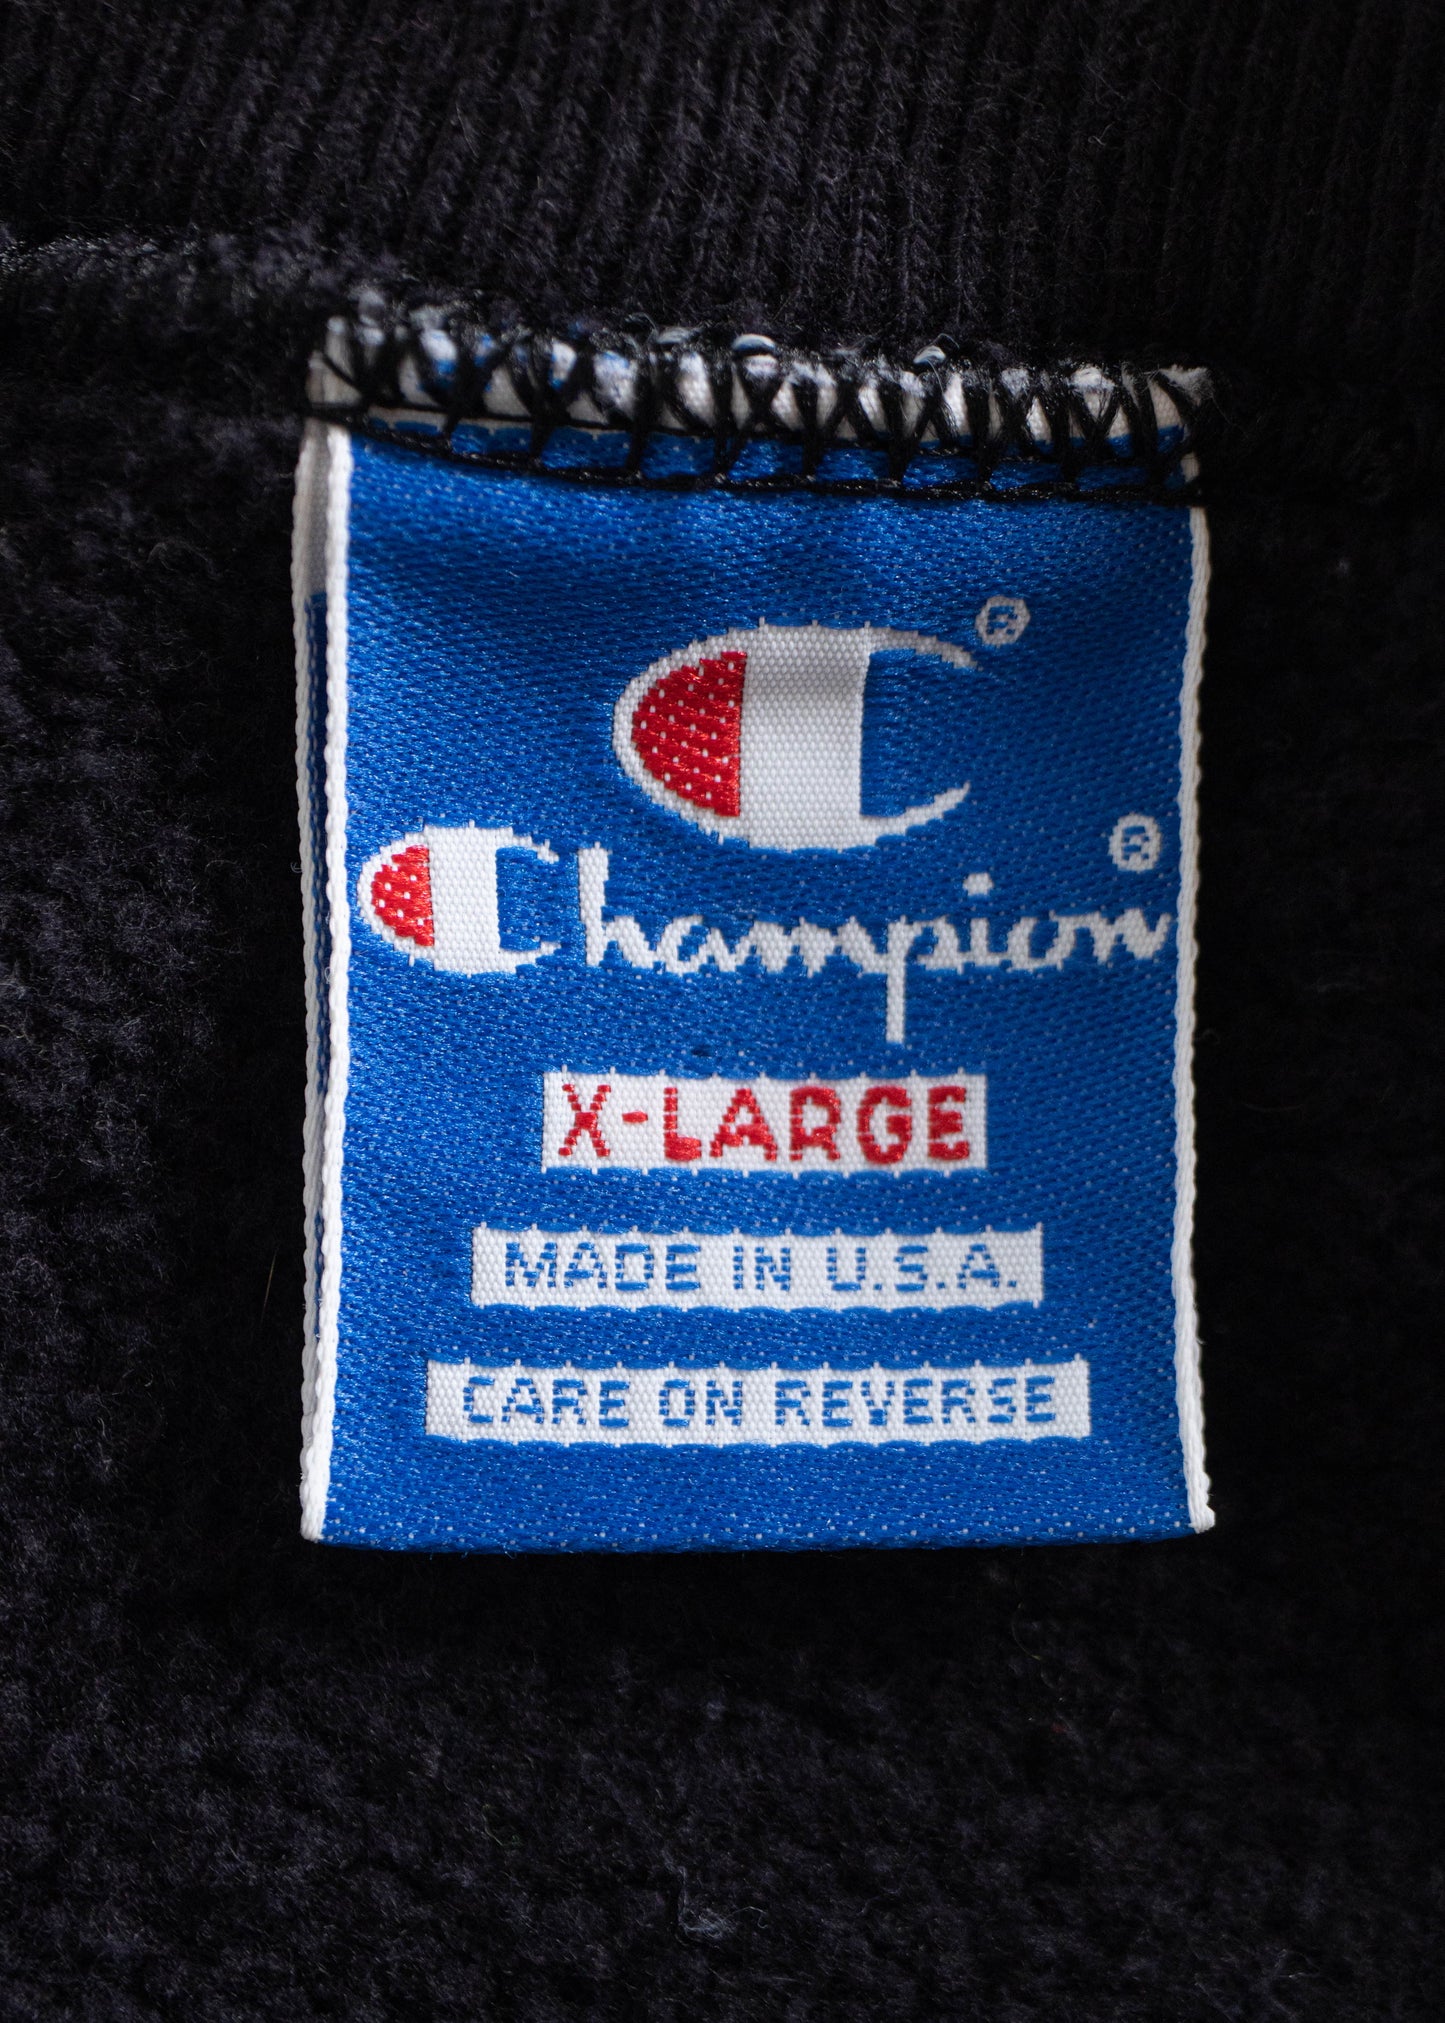 C®
Champion®
X-LARGE
MADE IN U.S.A.
CARE ON REVERSE